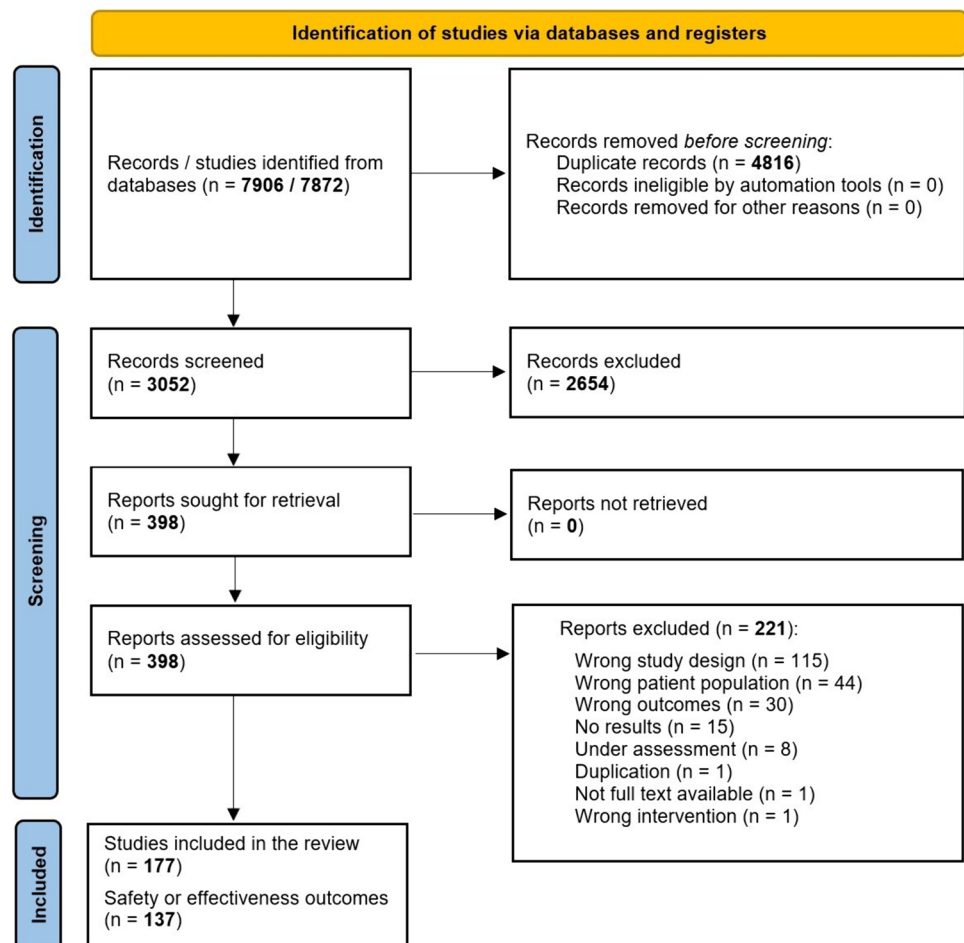 Identification of studies via databases and registers
Identification
Records / studies identified from
databases (n = 7906 / 7872)
Records removed before screening:
Duplicate records (n = 4816)
Records ineligible by automation tools (n = 0)
Records removed for other reasons (n = 0)
Screening
Records screened
(n = 3052)
Records excluded
(n = 2654)
Reports sought for retrieval
(n = 398)
Reports not retrieved
(n = 0)
Reports assessed for eligibility
(n = 398)
Reports excluded (n = 221):
Wrong study design (n = 115)
Wrong patient population (n = 44)
Wrong outcomes (n = 30)
No results (n = 15)
Under assessment (n = 8)
Duplication (n = 1)
Not full text available (n = 1)
Wrong intervention (n = 1)
Included
Studies included in the review
(n = 177)
Safety or effectiveness outcomes
(n = 137)